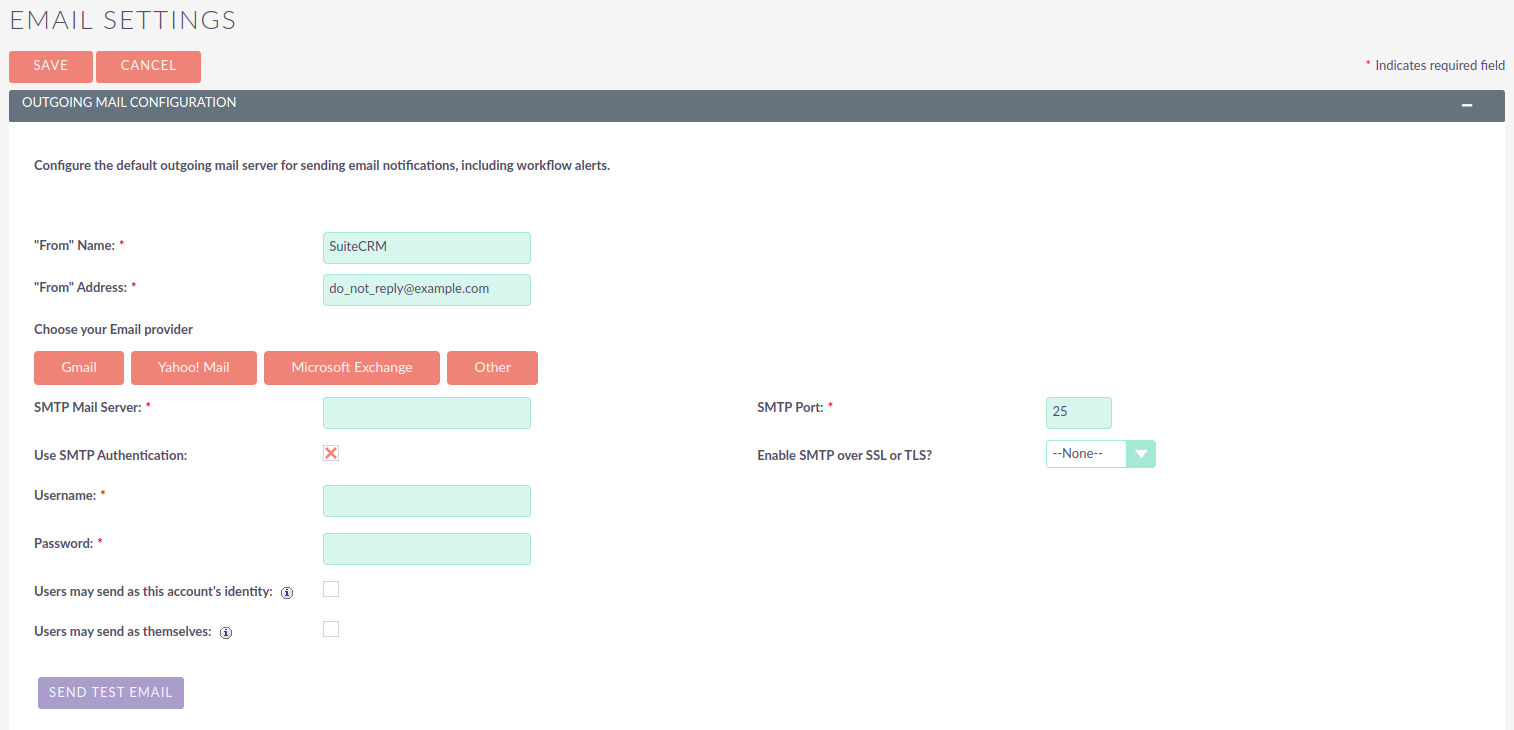 EMAIL SETTINGS
SAVE CANCEL * Indicates required field
OUTGOING MAIL CONFIGURATION
Configure the default outgoing mail server for sending email notifications, including workflow alerts.
"From" Name: * SuiteCRM
"From" Address: * do_not_reply@example.com
Choose your Email provider
Gmail Yahoo! Mail Microsoft Exchange Other
SMTP Mail Server: * SMTP Port: * 25
Use SMTP Authentication: Enable SMTP over SSL or TLS? --None--
Username: *
Password: *
Users may send as this account's identity: i
Users may send as themselves: i
SEND TEST EMAIL